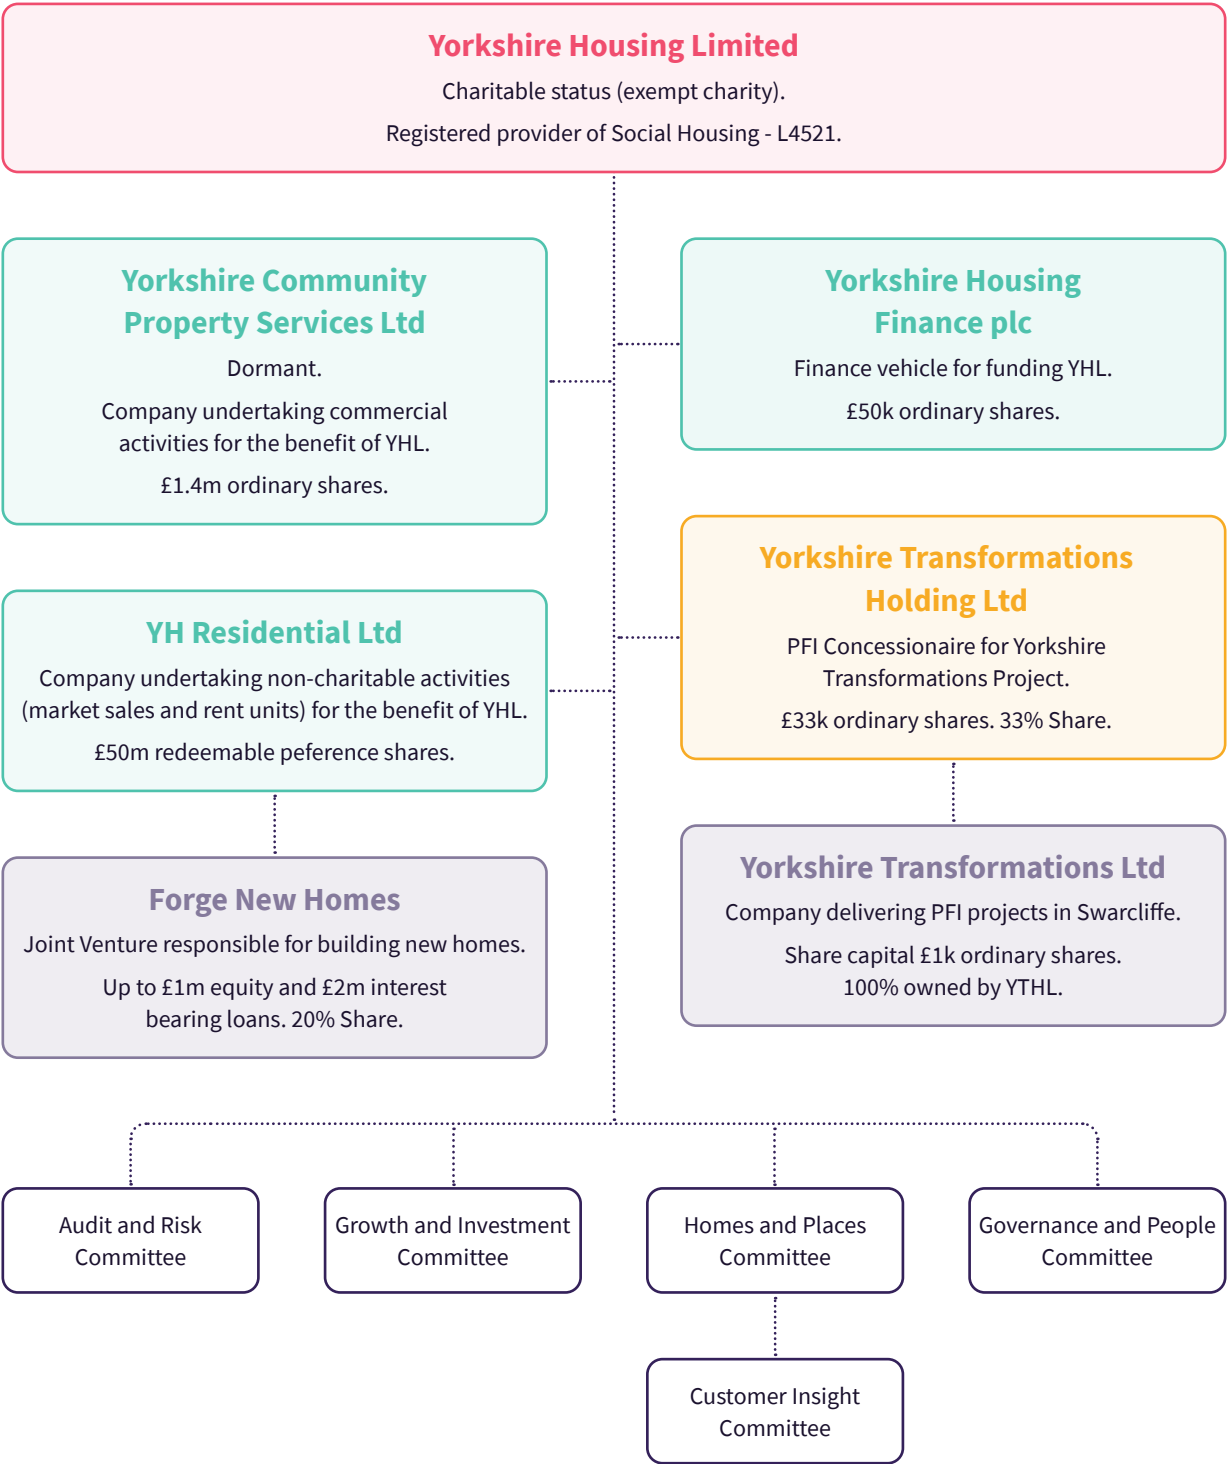 Yorkshire Housing Limited
Charitable status (exempt charity).
Registered provider of Social Housing - L4521.
Yorkshire Community
Property Services Ltd
Dormant.
Company undertaking commercial
activities for the benefit of YHL.
£1.4m ordinary shares.
Yorkshire Housing
Finance plc
Finance vehicle for funding YHL.
£50k ordinary shares.
YH Residential Ltd
Company undertaking non-charitable activities
(market sales and rent units) for the benefit of YHL.
£50m redeemable peference shares.
Yorkshire Transformations
Holding Ltd
PFI Concessionaire for Yorkshire
Transformations Project.
£33k ordinary shares. 33% Share.
Forge New Homes
Joint Venture responsible for building new homes.
Up to £1m equity and £2m interest
bearing loans. 20% Share.
Yorkshire Transformations Ltd
Company delivering PFI projects in Swarcliffe.
Share capital £1k ordinary shares.
100% owned by YTHL.
Audit and Risk
Committee
Growth and Investment
Committee
Homes and Places
Committee
Governance and People
Committee
Customer Insight
Committee